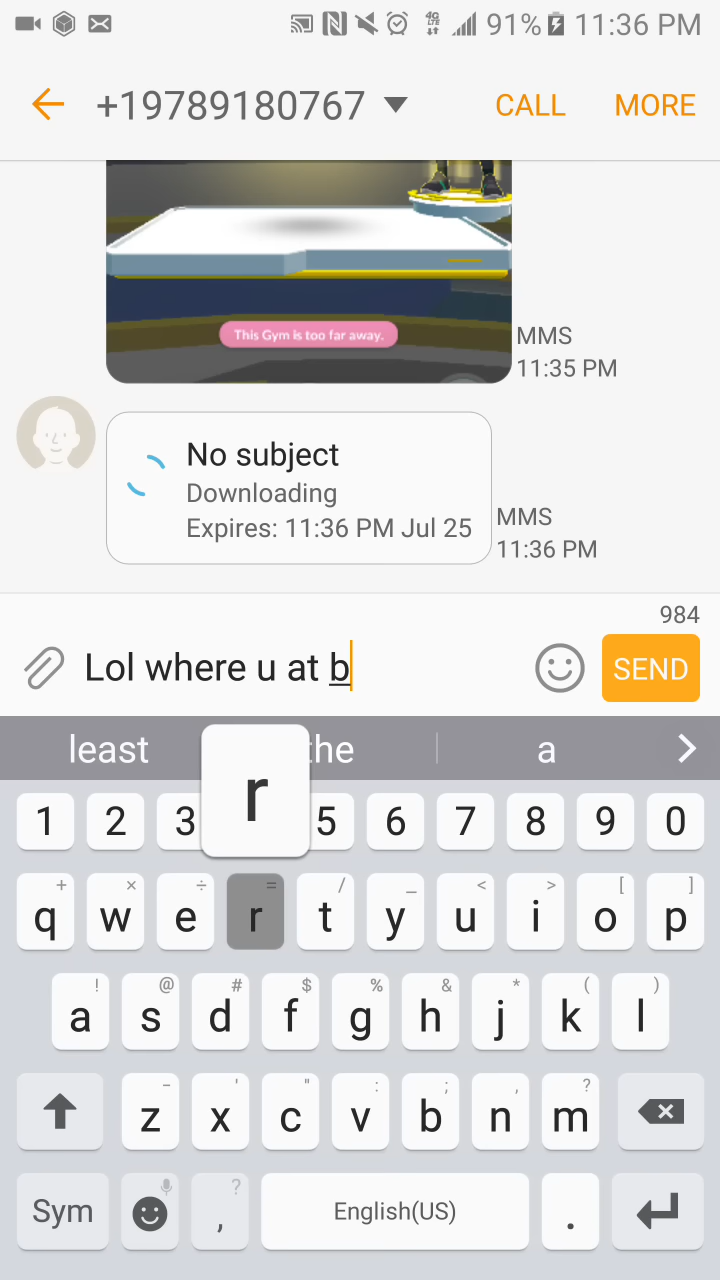 4G LTE 91% 11:36 PM
+19789180767 CALL MORE
This Gym is too far away.
MMS
11:35 PM
No subject
Downloading
Expires: 11:36 PM Jul 25
MMS
11:36 PM
984
Lol where u at b
SEND
least the a
r
1 2 3 5 6 7 8 9 0
+ × ÷ = / _ < > [ ]
q w e r t y u i o p
! @ # $ % & * ( )
a s d f g h j k l
- ' " : ; , ?
z x c v b n m
Sym , ? English(US) .